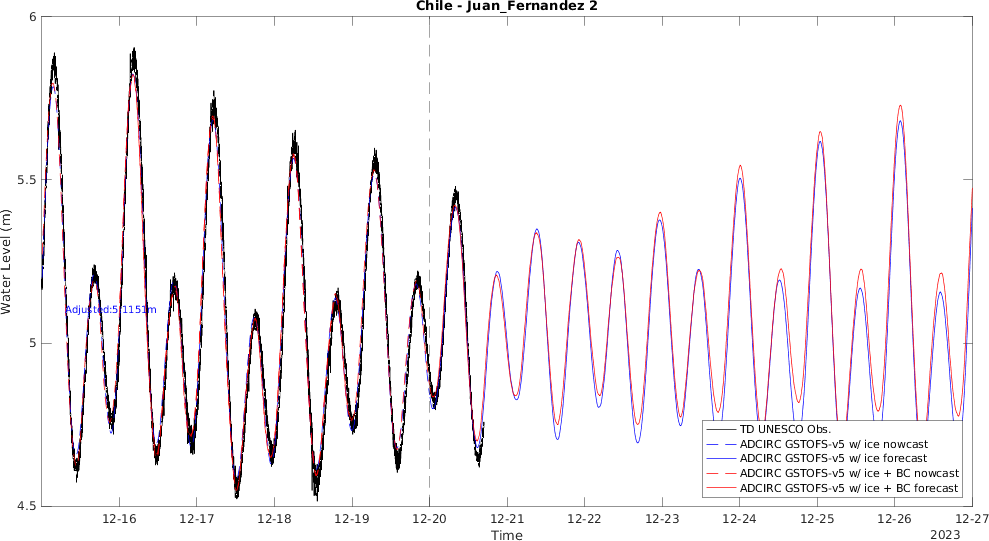 Chile - Juan_Fernandez 2
6
5.5
5
4.5
Water Level (m)
Adjusted:5.1151m
TD UNESCO Obs.
ADCIRC GSTOFS-v5 w/ ice nowcast
ADCIRC GSTOFS-v5 w/ ice forecast
ADCIRC GSTOFS-v5 w/ ice + BC nowcast
ADCIRC GSTOFS-v5 w/ ice + BC forecast
12-16 12-17 12-18 12-19 12-20 12-21 12-22 12-23 12-24 12-25 12-26 12-27
Time 2023